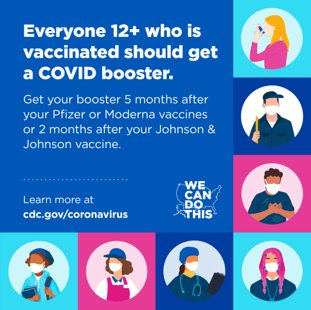 Everyone 12+ who is
vaccinated should get
a COVID booster.
Get your booster 5 months after
your Pfizer or Moderna vaccines
or 2 months after your Johnson &
Johnson vaccine.
Learn more at
cdc.gov/coronavirus
WE
CAN
DO
THIS